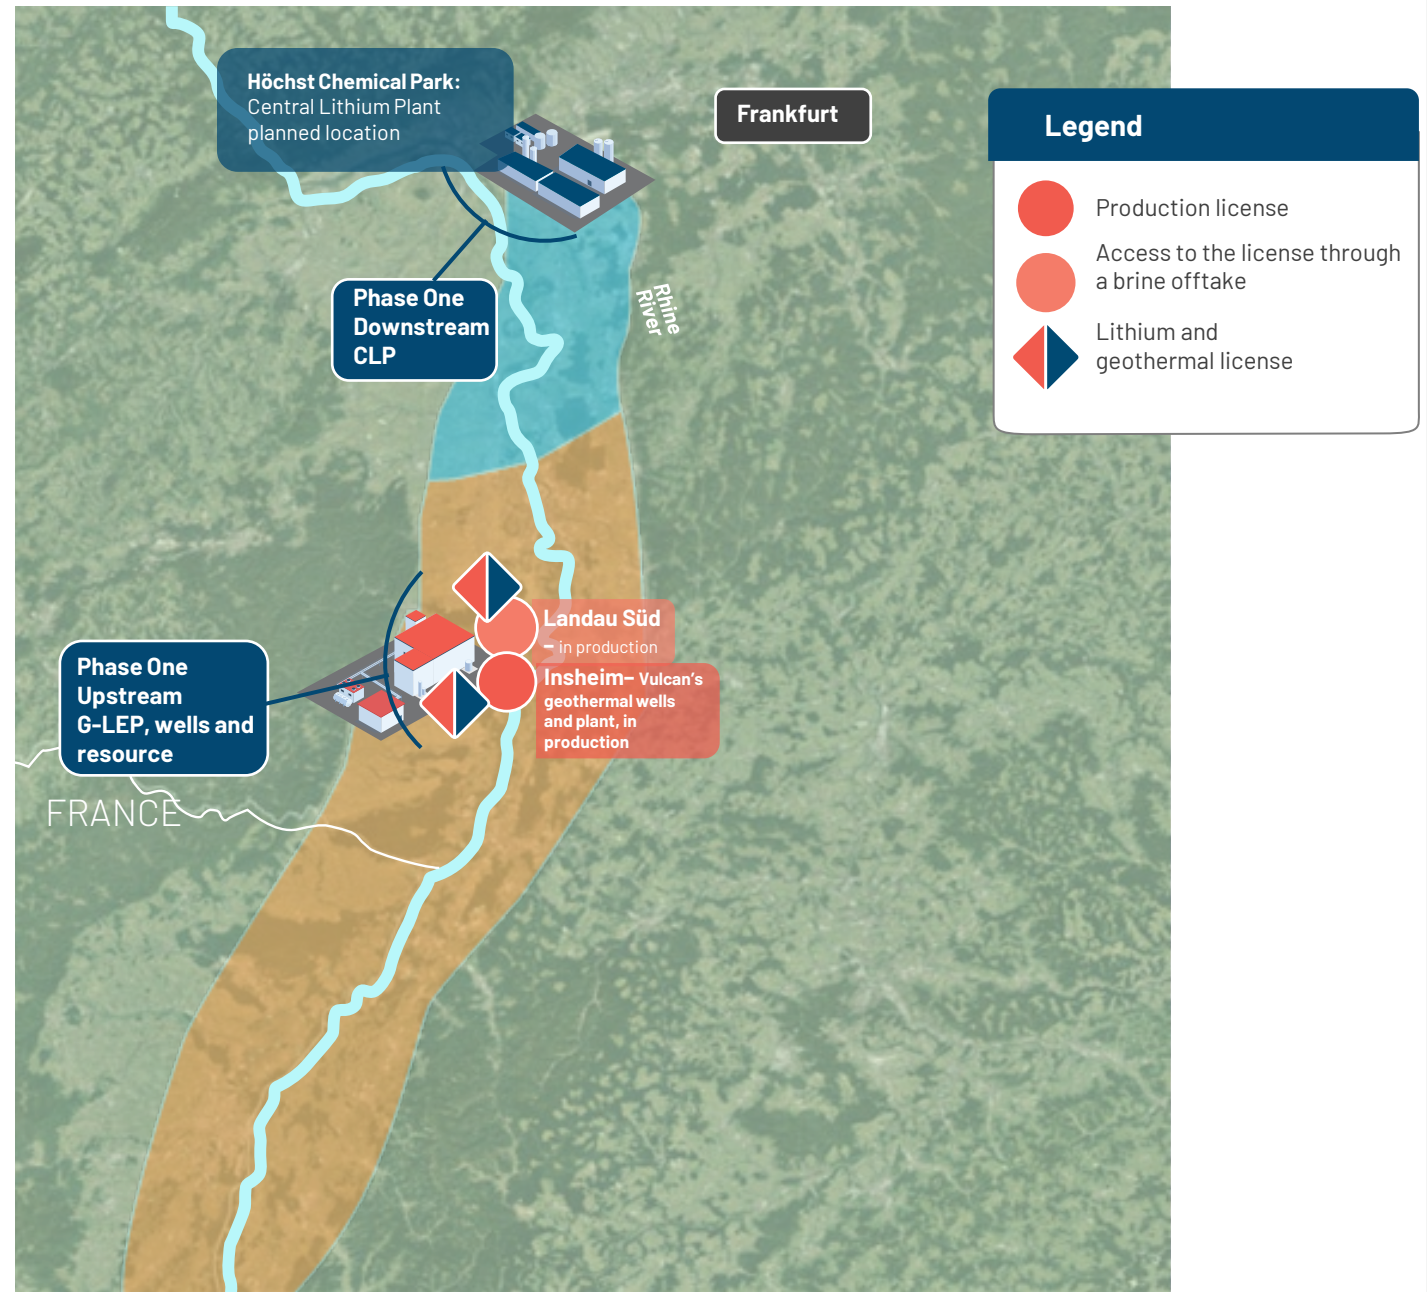 Höchst Chemical Park:
Central Lithium Plant
planned location
Frankfurt
Legend
Production license
Access to the license through
a brine offtake
Lithium and
geothermal license
Phase One
Downstream
CLP
Rhine
River
Landau Süd
– in production
Insheim– Vulcan's
geothermal wells
and plant, in
production
Phase One
Upstream
G-LEP, wells and
resource
FRANCE